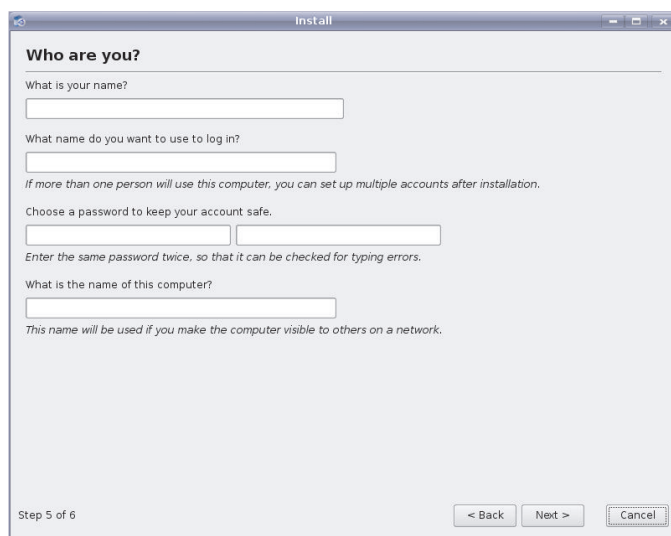 Install
Who are you?
What is your name?
What name do you want to use to log in?
If more than one person will use this computer, you can set up multiple accounts after installation.
Choose a password to keep your account safe.
Enter the same password twice, so that it can be checked for typing errors.
What is the name of this computer?
This name will be used if you make the computer visible to others on a network.
Step 5 of 6
< Back
Next >
Cancel